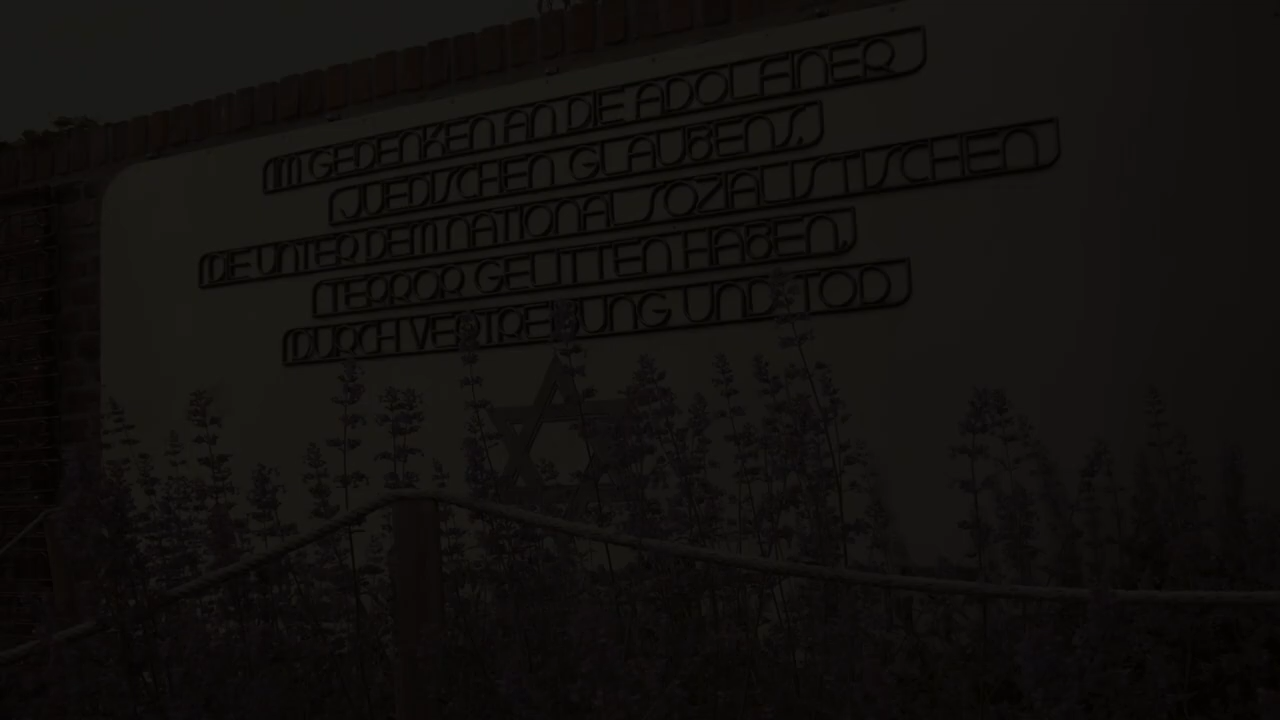 IM GEDENKEN AN DIE ADOLFINER
JUEDISCHEN GLAUBENS,
DIE UNTER DEM NATIONALSOZIALISTISCHEN
TERROR GELITTEN HABEN,
DURCH VERTREIBUNG UND TOD